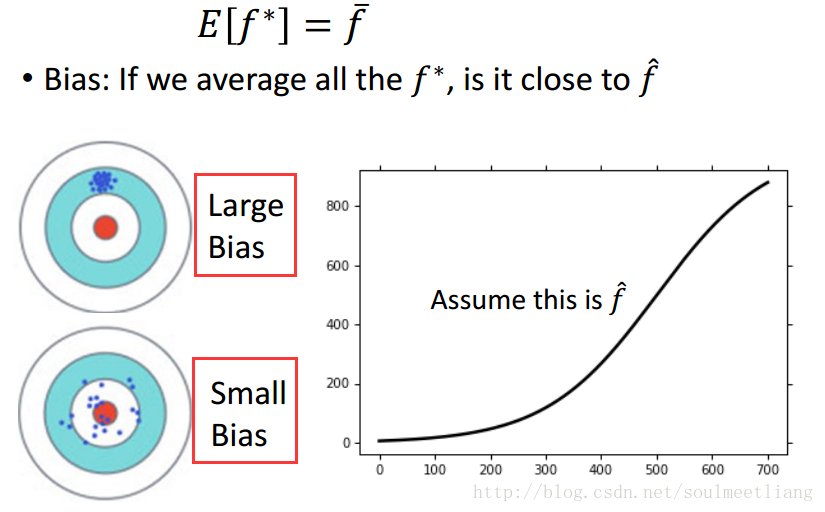 E[f*] = f̄
• Bias: If we average all the f*, is it close to f̂
Large
Bias
Small
Bias
Assume this is f̂
800
600
400
200
0
0 100 200 300 400 500 600 700
http://blog.csdn.net/soulmeetliang